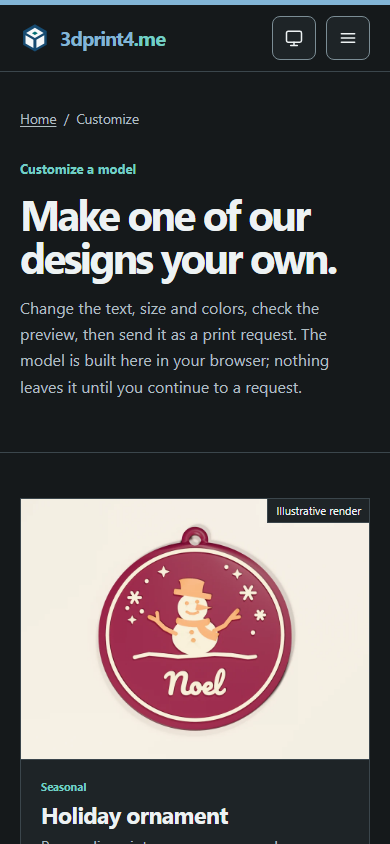 3dprint4.me
Home / Customize
Customize a model
Make one of our
designs your own.
Change the text, size and colors, check the
preview, then send it as a print request. The
model is built here in your browser; nothing
leaves it until you continue to a request.
Illustrative render
Noel
Seasonal
Holiday ornament